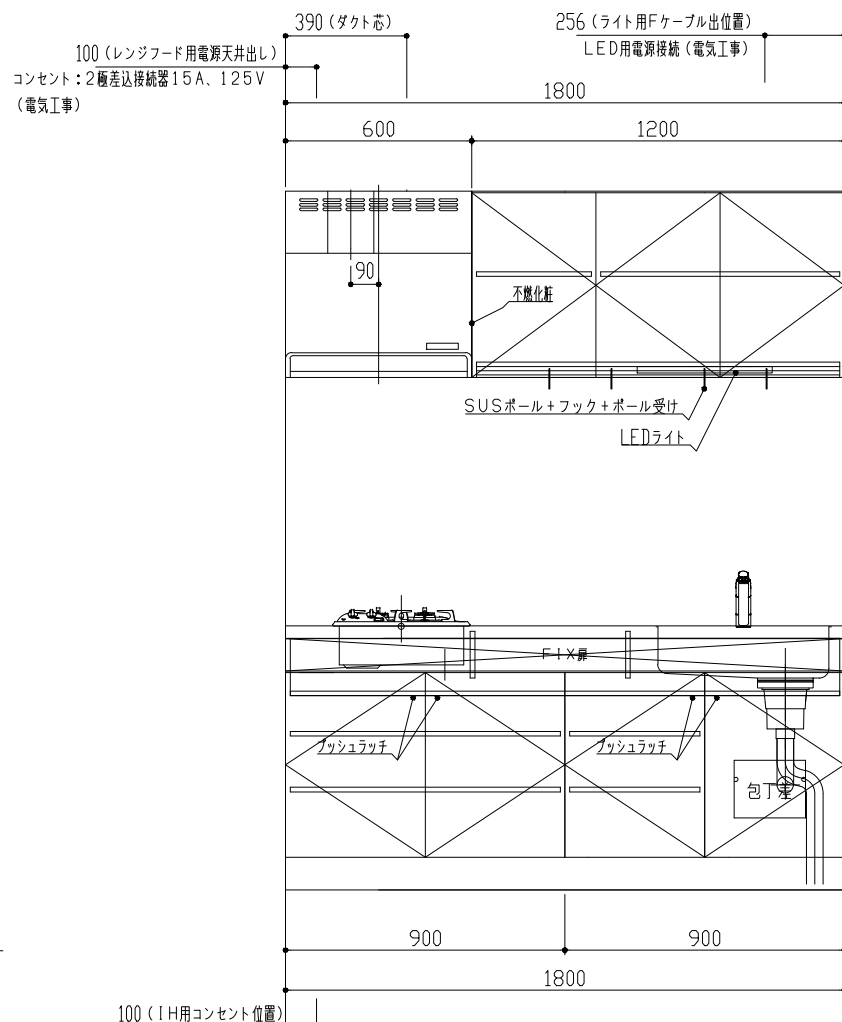 390(ダクト芯)
256(ライト用Fケーブル出位置)
LED用電源接続(電気工事)
100(レンジフード用電源天井出し)
コンセント:2極差込接続器15A、125V
(電気工事)
1800
600
1200
90
不燃化粧
SUSポール+フック+ポール受け
LEDライト
FIX扉
プッシュラッチ
プッシュラッチ
包丁差
900
900
1800
100(IH用コンセント位置)